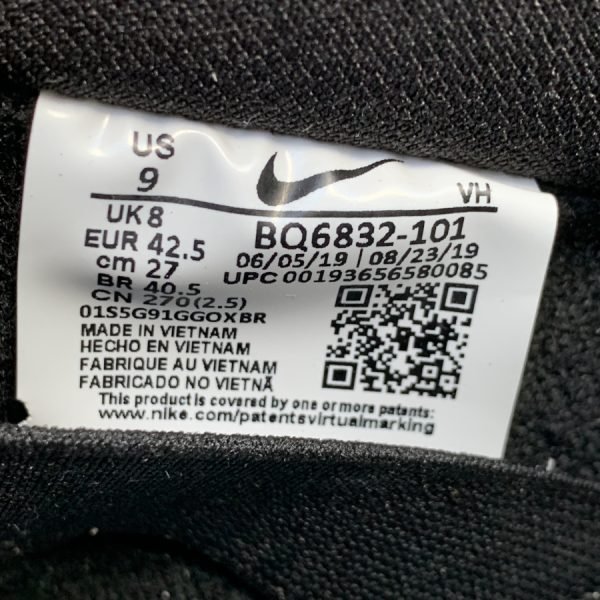 US
9
VH
UK 8
EUR 42.5
cm 27
BR 40.5
CN 270(2.5)
BQ6832-101
06/05/19 | 08/23/19
UPC 00193656580085
01S5G91GGOXBR
MADE IN VIETNAM
HECHO EN VIETNAM
FABRIQUE AU VIETNAM
FABRICADO NO VIETNÃ
This product is covered by one or more patents:
www.nike.com/patentsvirtualmarking